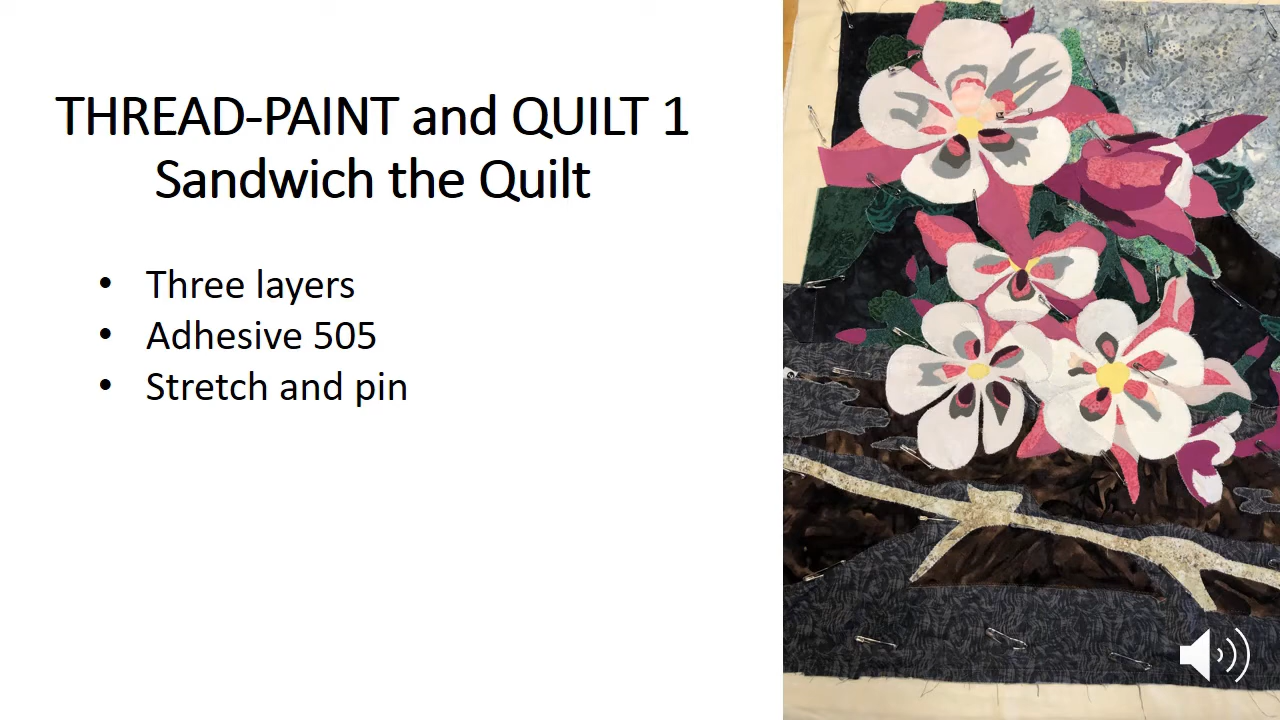 THREAD-PAINT and QUILT 1
Sandwich the Quilt
• Three layers
• Adhesive 505
• Stretch and pin